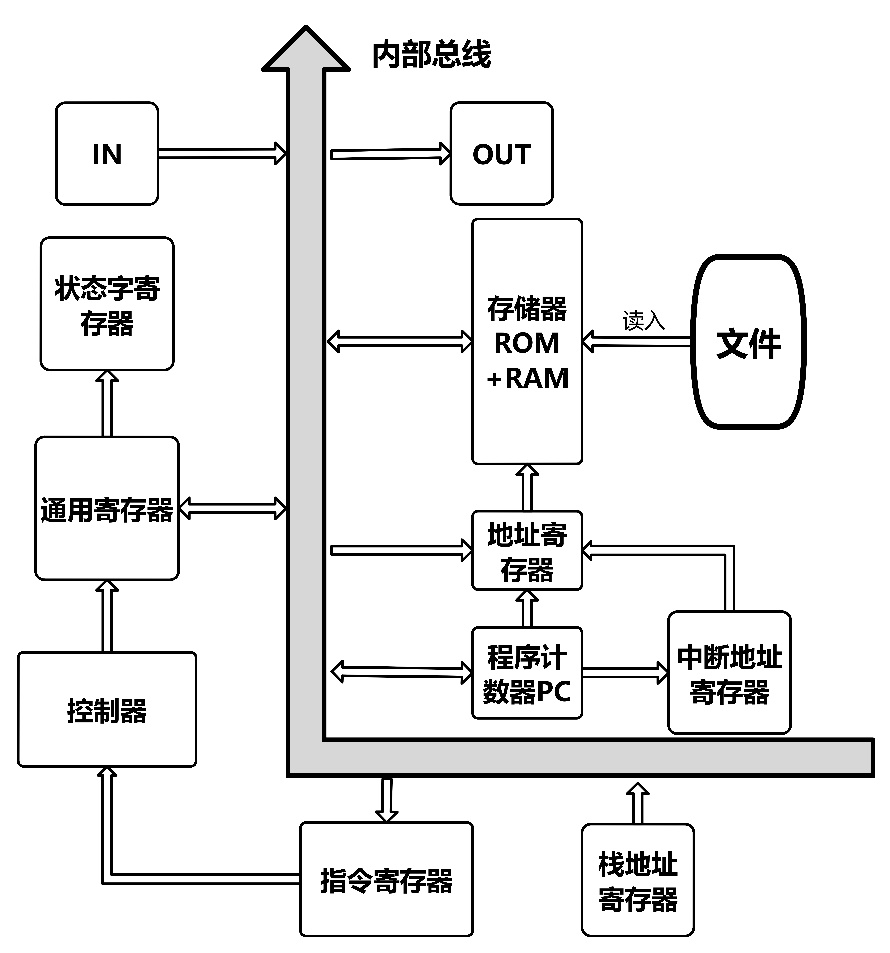 内部总线
IN
OUT
状态字寄
存器
存储器
ROM
+RAM
读入
文件
通用寄存器
地址寄
存器
程序计
数器PC
中断地址
寄存器
控制器
指令寄存器
栈地址
寄存器